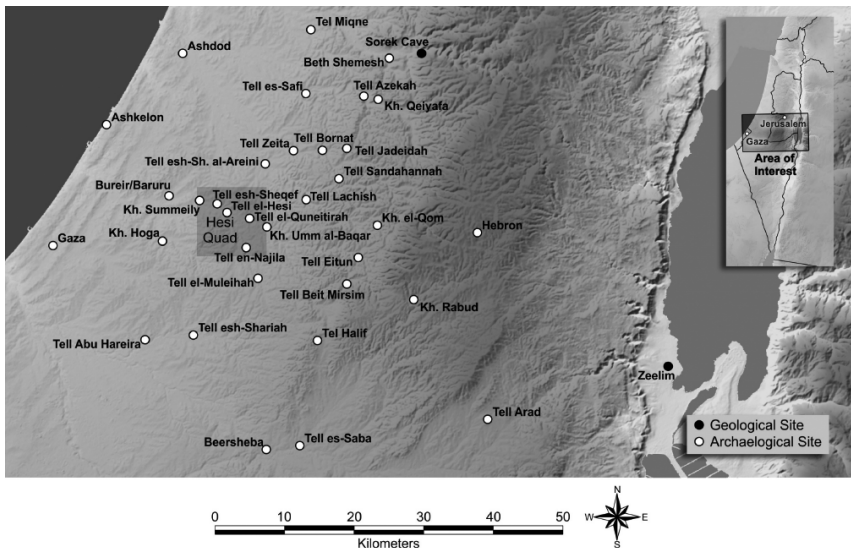 Tel Miqne
Ashdod
Sorek Cave
Beth Shemesh
Tell es-Safi
Tell Azekah
Kh. Qeiyafa
Ashkelon
Tell Zeita
Tell Bornat
Tell Jadeidah
Tell esh-Sh. al-Areini
Tell Sandahannah
Bureir/Baruru
Tell esh-Sheqef
Tell Lachish
Kh. Summeily
Tell el-Hesi
Tell el-Quneitirah
Kh. el-Qom
Hebron
Hesi
Quad
Kh. Umm al-Baqar
Gaza
Kh. Hoga
Tell en-Najila
Tell Eitun
Tell el-Muleihah
Tell Beit Mirsim
Kh. Rabud
Tell Abu Hareira
Tell esh-Shariah
Tel Halif
Zeelim
Tell Arad
Beersheba
Tell es-Saba
Jerusalem
Gaza
Area of
Interest
Geological Site
Archaelogical Site
0 10 20 30 40 50
Kilometers
N
W E
S